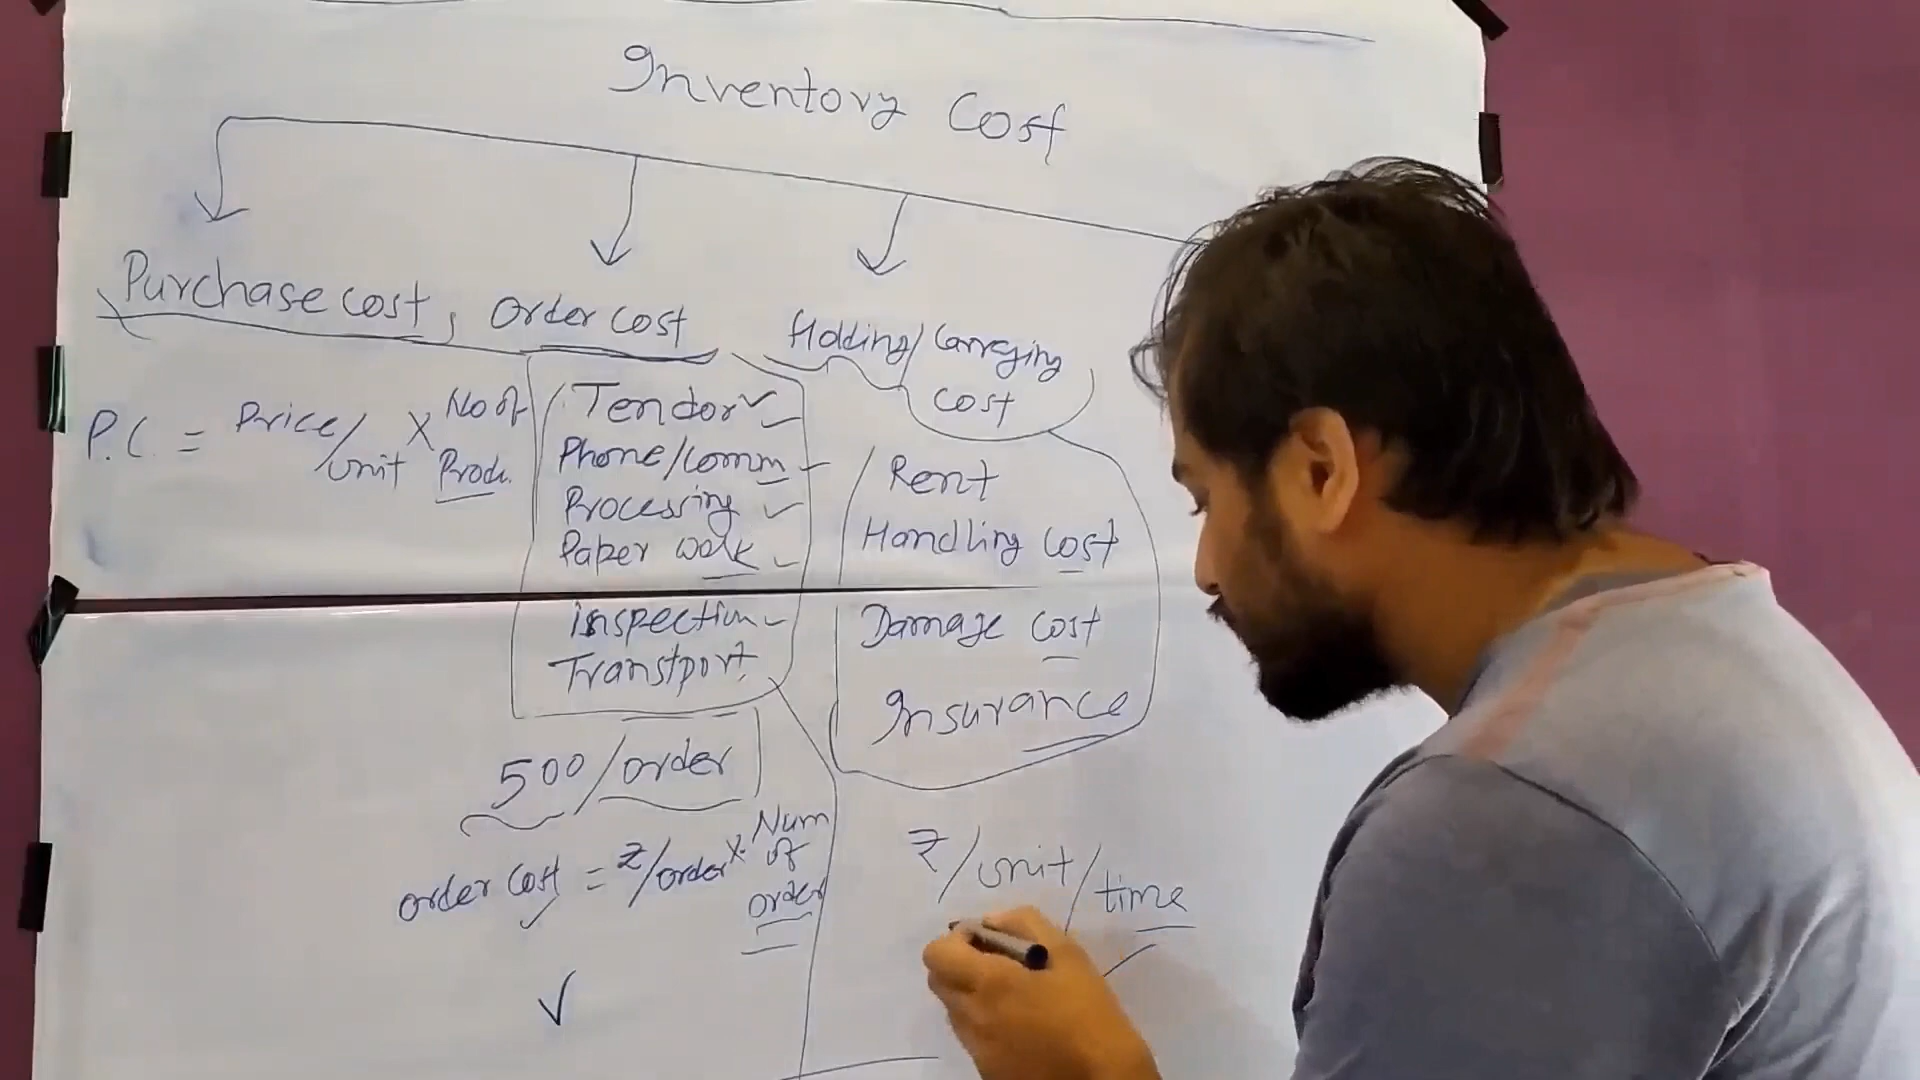 Inventory Cost
Purchase cost, order cost
Holding/Carrying
cost
P.C. = Price/unit X No of
Produ.
Tendor
Phone/comm
Processing
Paper work
inspection
Transtport
500/order
order cost = ₹/order x Num
of
order
Rent
Handling cost
Damage cost
Insurance
₹/unit/time